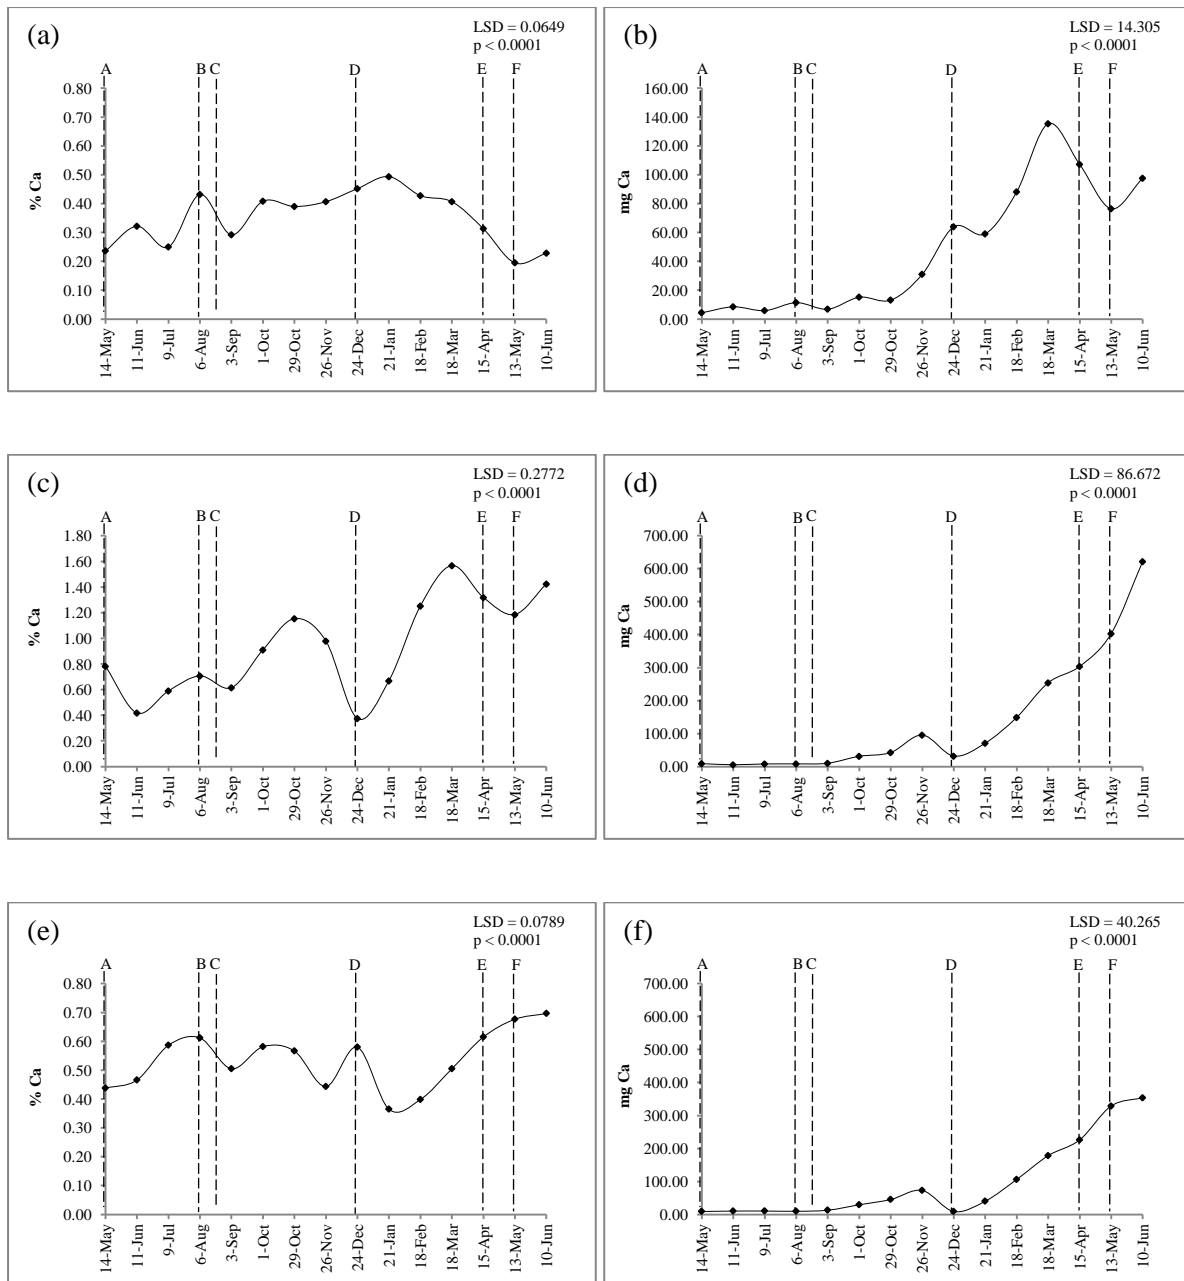 (a)
LSD = 0.0649
p < 0.0001
A B C D E F
0.80
0.70
0.60
0.50
0.40
0.30
0.20
0.10
0.00
% Ca
14-May 11-Jun 9-Jul 6-Aug 3-Sep 1-Oct 29-Oct 26-Nov 24-Dec 21-Jan 18-Feb 18-Mar 15-Apr 13-May 10-Jun
(b)
LSD = 14.305
p < 0.0001
A B C D E F
160.00
140.00
120.00
100.00
80.00
60.00
40.00
20.00
0.00
mg Ca
14-May 11-Jun 9-Jul 6-Aug 3-Sep 1-Oct 29-Oct 26-Nov 24-Dec 21-Jan 18-Feb 18-Mar 15-Apr 13-May 10-Jun
(c)
LSD = 0.2772
p < 0.0001
A B C D E F
1.80
1.60
1.40
1.20
1.00
0.80
0.60
0.40
0.20
0.00
% Ca
14-May 11-Jun 9-Jul 6-Aug 3-Sep 1-Oct 29-Oct 26-Nov 24-Dec 21-Jan 18-Feb 18-Mar 15-Apr 13-May 10-Jun
(d)
LSD = 86.672
p < 0.0001
A B C D E F
700.00
600.00
500.00
400.00
300.00
200.00
100.00
0.00
mg Ca
14-May 11-Jun 9-Jul 6-Aug 3-Sep 1-Oct 29-Oct 26-Nov 24-Dec 21-Jan 18-Feb 18-Mar 15-Apr 13-May 10-Jun
(e)
LSD = 0.0789
p < 0.0001
A B C D E F
0.80
0.70
0.60
0.50
0.40
0.30
0.20
0.10
0.00
% Ca
14-May 11-Jun 9-Jul 6-Aug 3-Sep 1-Oct 29-Oct 26-Nov 24-Dec 21-Jan 18-Feb 18-Mar 15-Apr 13-May 10-Jun
(f)
LSD = 40.265
p < 0.0001
A B C D E F
700.00
600.00
500.00
400.00
300.00
200.00
100.00
0.00
mg Ca
14-May 11-Jun 9-Jul 6-Aug 3-Sep 1-Oct 29-Oct 26-Nov 24-Dec 21-Jan 18-Feb 18-Mar 15-Apr 13-May 10-Jun